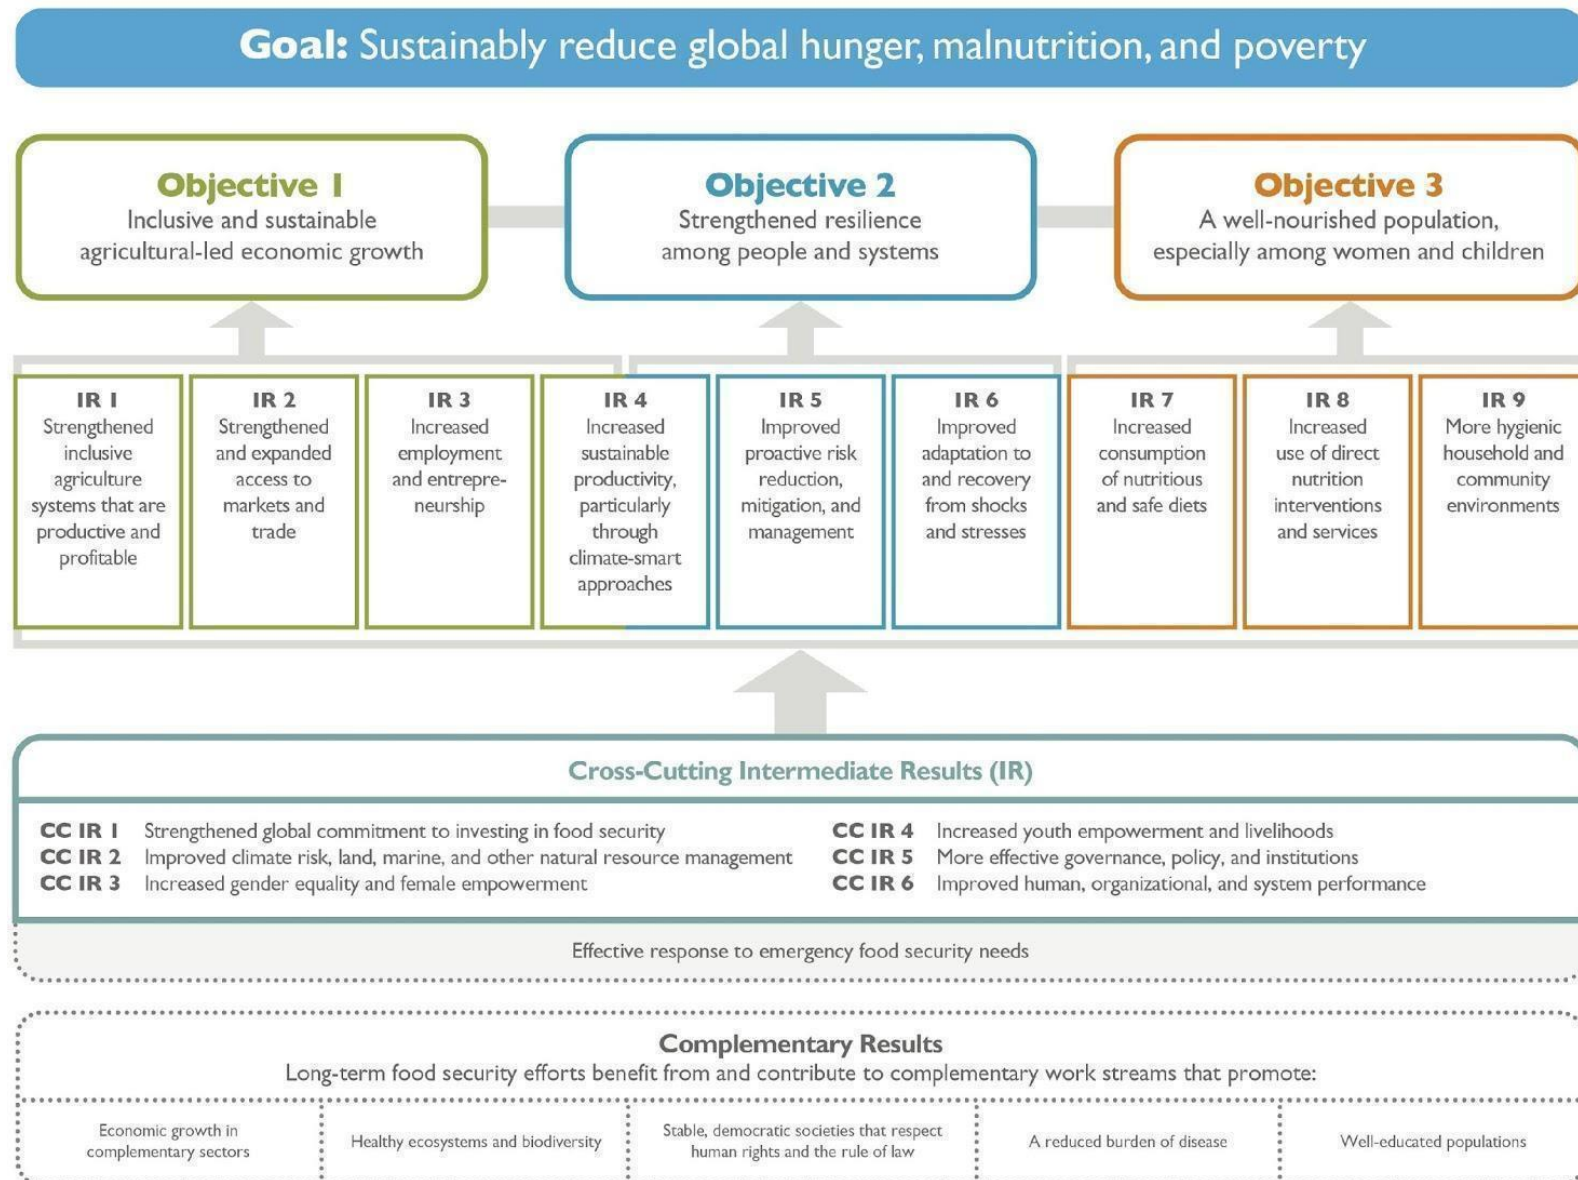 Goal: Sustainably reduce global hunger, malnutrition, and poverty
Objective 1
Inclusive and sustainable
agricultural-led economic growth
Objective 2
Strengthened resilience
among people and systems
Objective 3
A well-nourished population,
especially among women and children
IR 1
Strengthened
inclusive
agriculture
systems that are
productive and
profitable
IR 2
Strengthened
and expanded
access to
markets and
trade
IR 3
Increased
employment
and entrepre-
neurship
IR 4
Increased
sustainable
productivity,
particularly
through
climate-smart
approaches
IR 5
Improved
proactive risk
reduction,
mitigation, and
management
IR 6
Improved
adaptation to
and recovery
from shocks
and stresses
IR 7
Increased
consumption
of nutritious
and safe diets
IR 8
Increased
use of direct
nutrition
interventions
and services
IR 9
More hygienic
household and
community
environments
Cross-Cutting Intermediate Results (IR)
CC IR 1 Strengthened global commitment to investing in food security
CC IR 2 Improved climate risk, land, marine, and other natural resource management
CC IR 3 Increased gender equality and female empowerment
CC IR 4 Increased youth empowerment and livelihoods
CC IR 5 More effective governance, policy, and institutions
CC IR 6 Improved human, organizational, and system performance
Effective response to emergency food security needs
Complementary Results
Long-term food security efforts benefit from and contribute to complementary work streams that promote:
Economic growth in
complementary sectors
Healthy ecosystems and biodiversity
Stable, democratic societies that respect
human rights and the rule of law
A reduced burden of disease
Well-educated populations